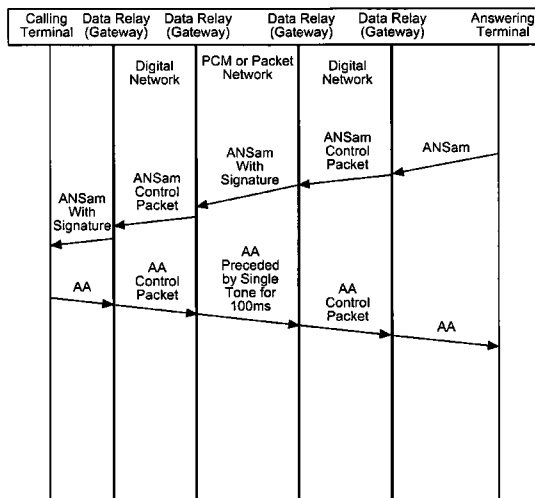 Calling
Terminal
Data Relay
(Gateway)
Data Relay
(Gateway)
Data Relay
(Gateway)
Data Relay
(Gateway)
Answering
Terminal
Digital
Network
PCM or Packet
Network
Digital
Network
ANSam
With
Signature
ANSam
Control
Packet
ANSam
With
Signature
ANSam
Control
Packet
ANSam
AA
AA
Control
Packet
AA
Preceded
by Single
Tone for
100ms
AA
Control
Packet
AA